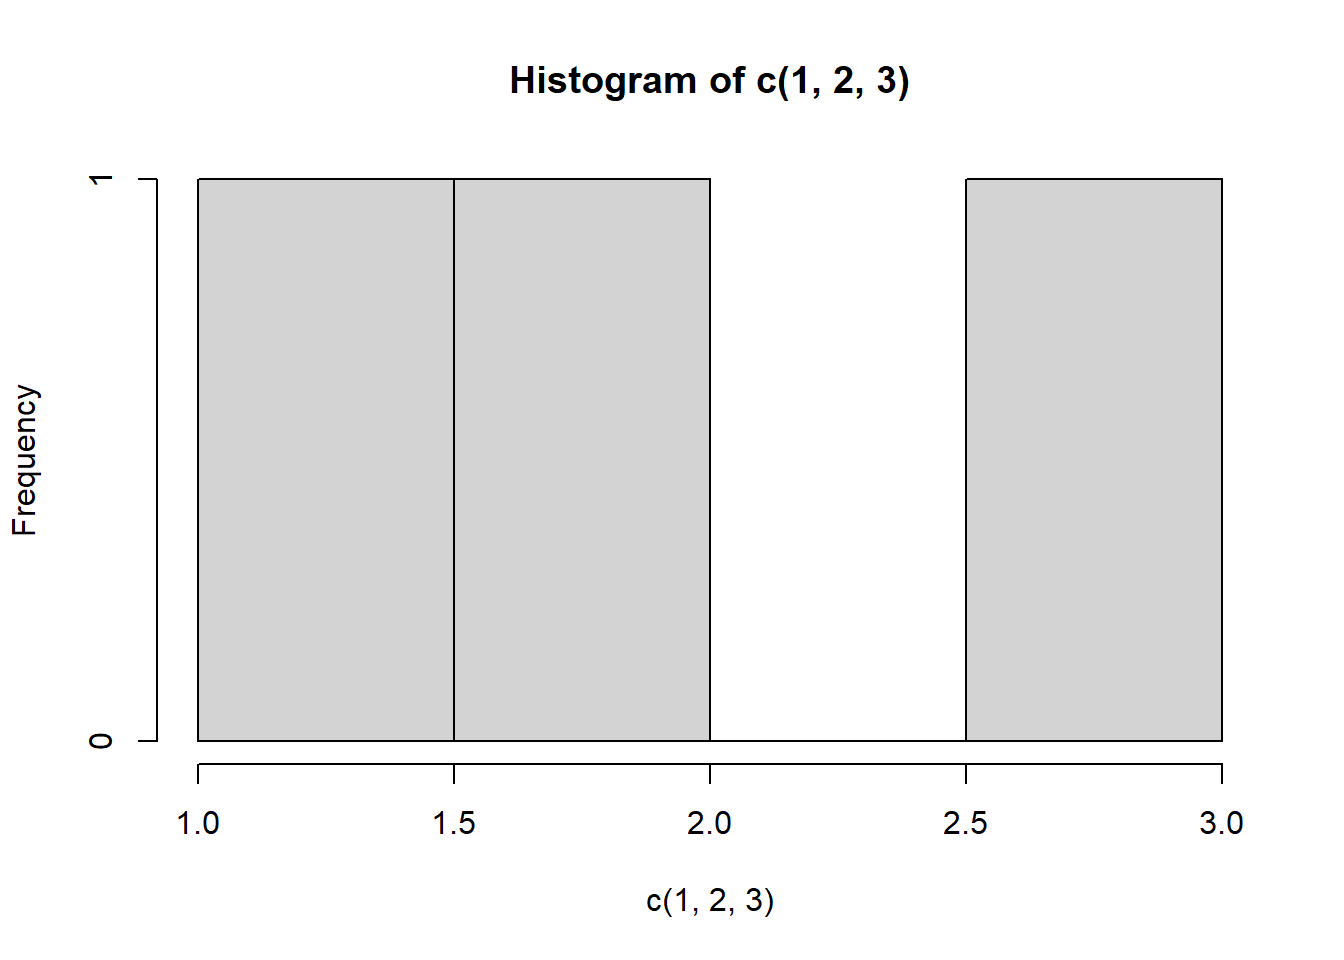 Histogram of c(1, 2, 3)
1
Frequency
0
1.0 1.5 2.0 2.5 3.0
c(1, 2, 3)